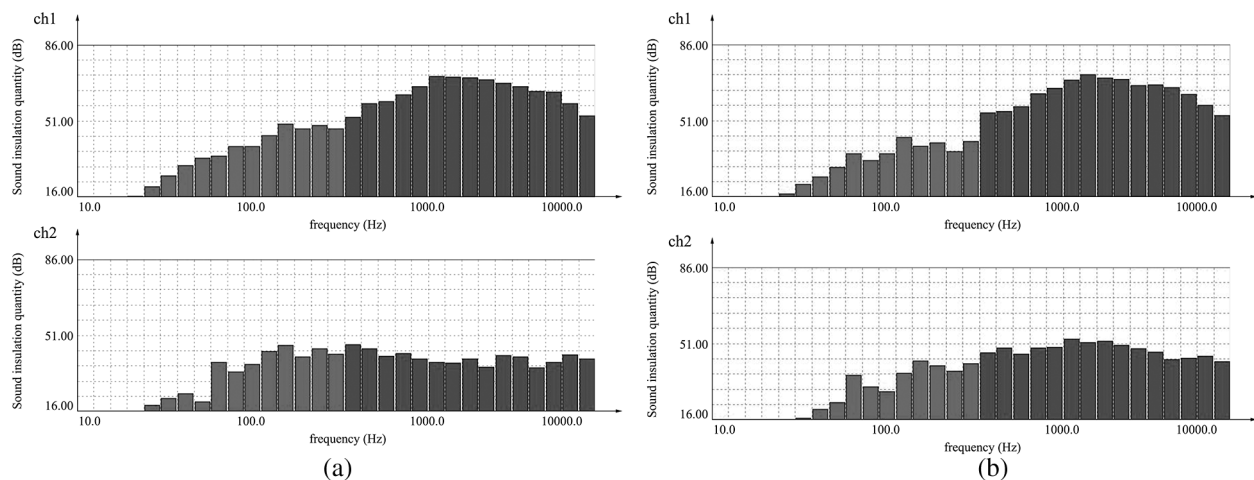 ch1
86.00
51.00
16.00
Sound insulation quantity (dB)
10.0 100.0 1000.0 10000.0
frequency (Hz)
ch2
86.00
51.00
16.00
Sound insulation quantity (dB)
10.0 100.0 1000.0 10000.0
frequency (Hz)
(a)
ch1
86.00
51.00
16.00
Sound insulation quantity (dB)
10.0 100.0 1000.0 10000.0
frequency (Hz)
ch2
86.00
51.00
16.00
Sound insulation quantity (dB)
10.0 100.0 1000.0 10000.0
frequency (Hz)
(b)